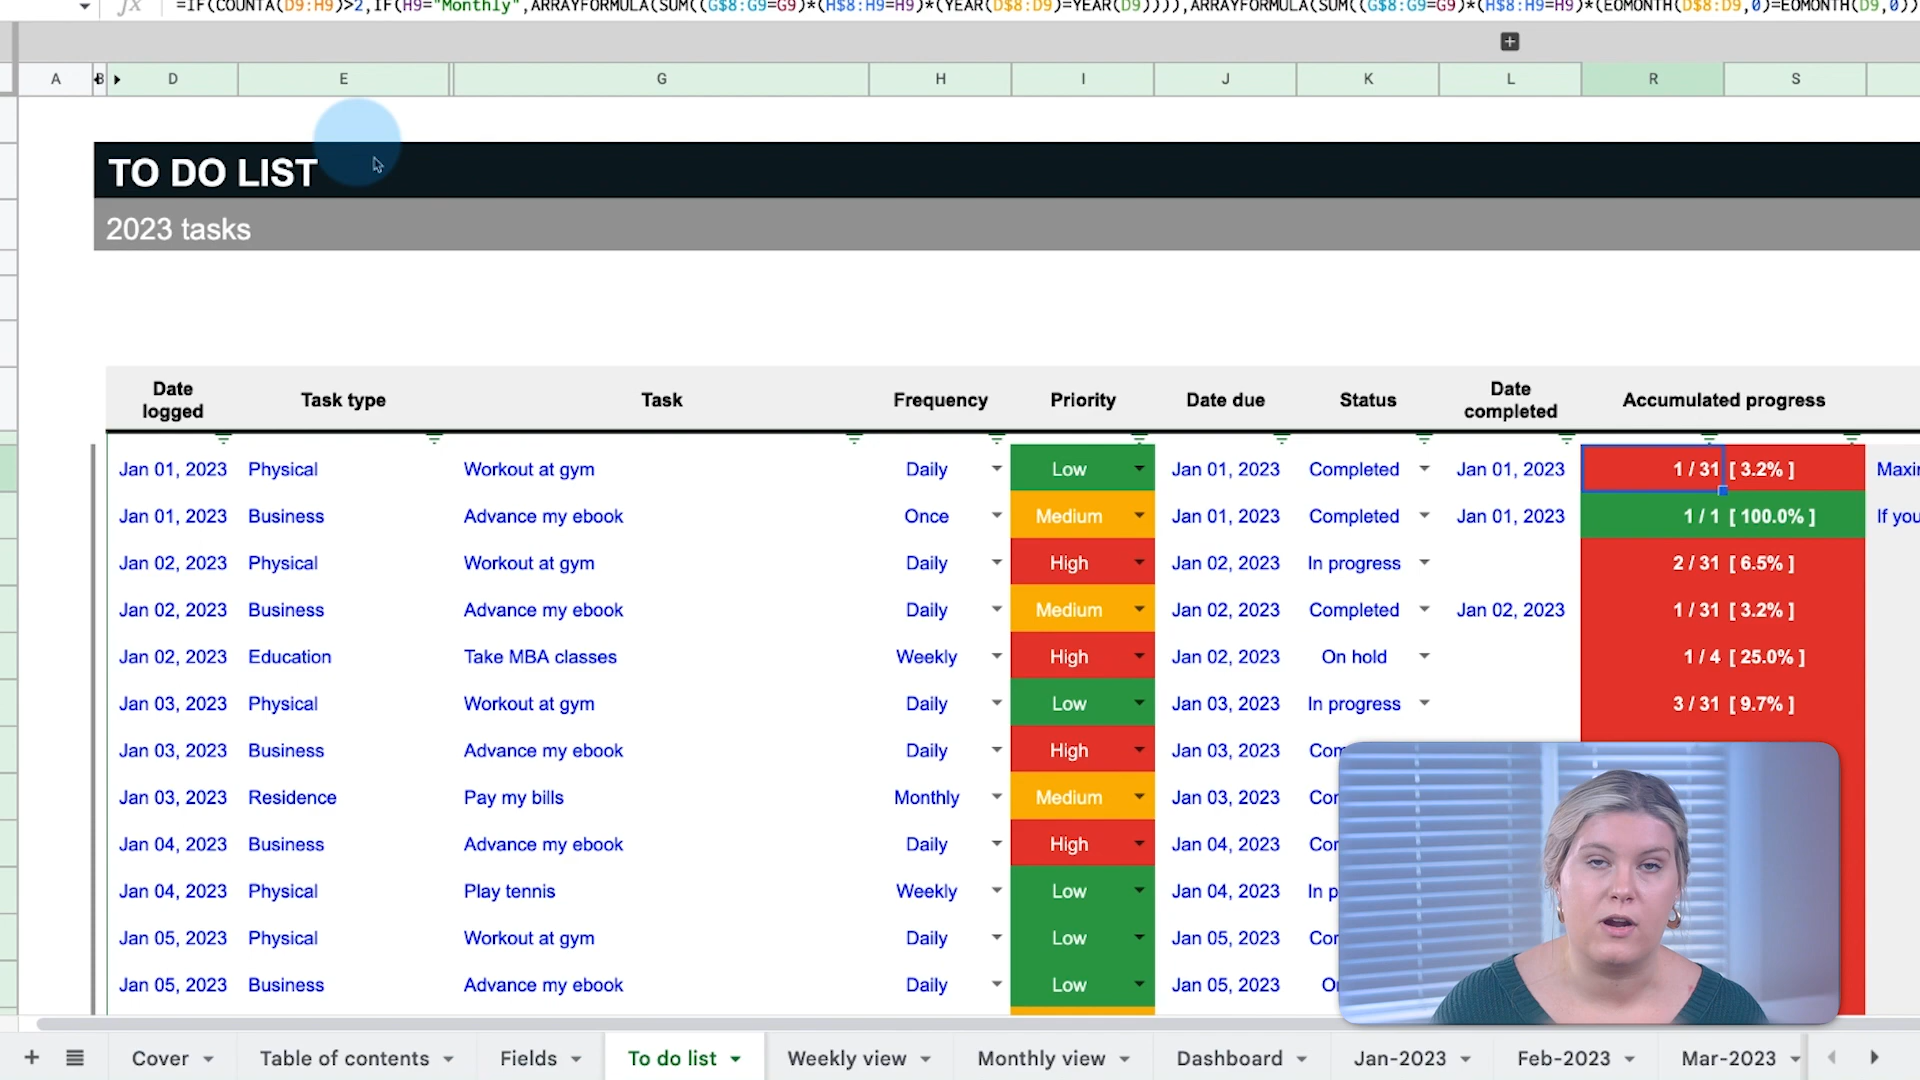 fx =IF(COUNTA(D9:H9)>2,IF(H9="Monthly",ARRAYFORMULA(SUM((G$8:G9=G9)*(H$8:H9=H9)*(YEAR(D$8:D9)=YEAR(D9)))),ARRAYFORMULA(SUM((G$8:G9=G9)*(H$8:H9=H9)*(EOMONTH(D$8:D9,0)=EOMONTH(D9,0))
A B D E G H I J K L R S
TO DO LIST
2023 tasks
Date logged Task type Task Frequency Priority Date due Status Date completed Accumulated progress
Jan 01, 2023 Physical Workout at gym Daily Low Jan 01, 2023 Completed Jan 01, 2023 1 / 31 [ 3.2% ]
Jan 01, 2023 Business Advance my ebook Once Medium Jan 01, 2023 Completed Jan 01, 2023 1 / 1 [ 100.0% ] If you
Jan 02, 2023 Physical Workout at gym Daily High Jan 02, 2023 In progress 2 / 31 [ 6.5% ]
Jan 02, 2023 Business Advance my ebook Daily Medium Jan 02, 2023 Completed Jan 02, 2023 1 / 31 [ 3.2% ]
Jan 02, 2023 Education Take MBA classes Weekly High Jan 02, 2023 On hold 1 / 4 [ 25.0% ]
Jan 03, 2023 Physical Workout at gym Daily Low Jan 03, 2023 In progress 3 / 31 [ 9.7% ]
Jan 03, 2023 Business Advance my ebook Daily High Jan 03, 2023
Jan 03, 2023 Residence Pay my bills Monthly Medium Jan 03, 2023
Jan 04, 2023 Business Advance my ebook Daily High Jan 04, 2023
Jan 04, 2023 Physical Play tennis Weekly Low Jan 04, 2023 In
Jan 05, 2023 Physical Workout at gym Daily Low Jan 05, 2023
Jan 05, 2023 Business Advance my ebook Daily Low Jan 05, 2023
+ Cover Table of contents Fields To do list Weekly view Monthly view Dashboard Jan-2023 Feb-2023 Mar-2023